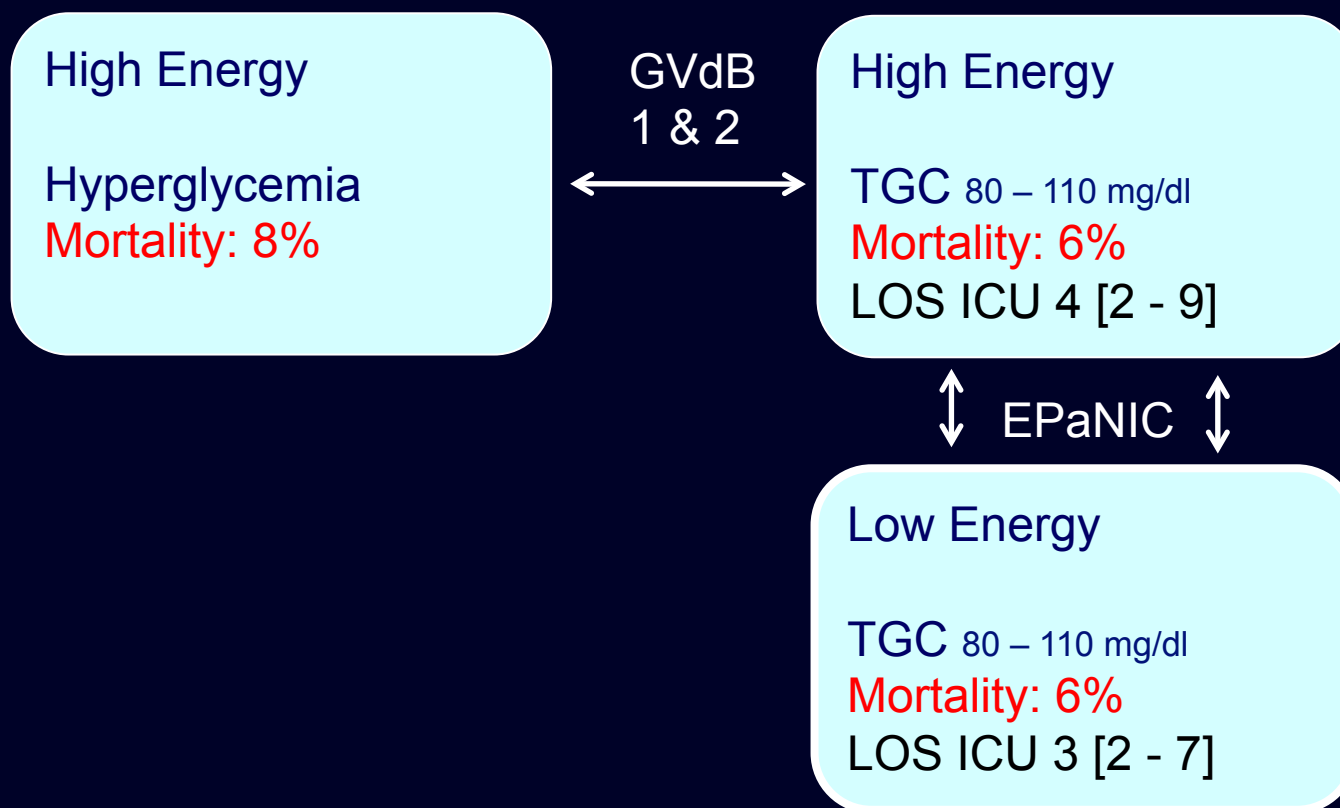 High Energy
Hyperglycemia
Mortality: 8%
GVdB
1 & 2
High Energy
TGC 80 – 110 mg/dl
Mortality: 6%
LOS ICU 4 [2 - 9]
EPaNIC
Low Energy
TGC 80 – 110 mg/dl
Mortality: 6%
LOS ICU 3 [2 - 7]